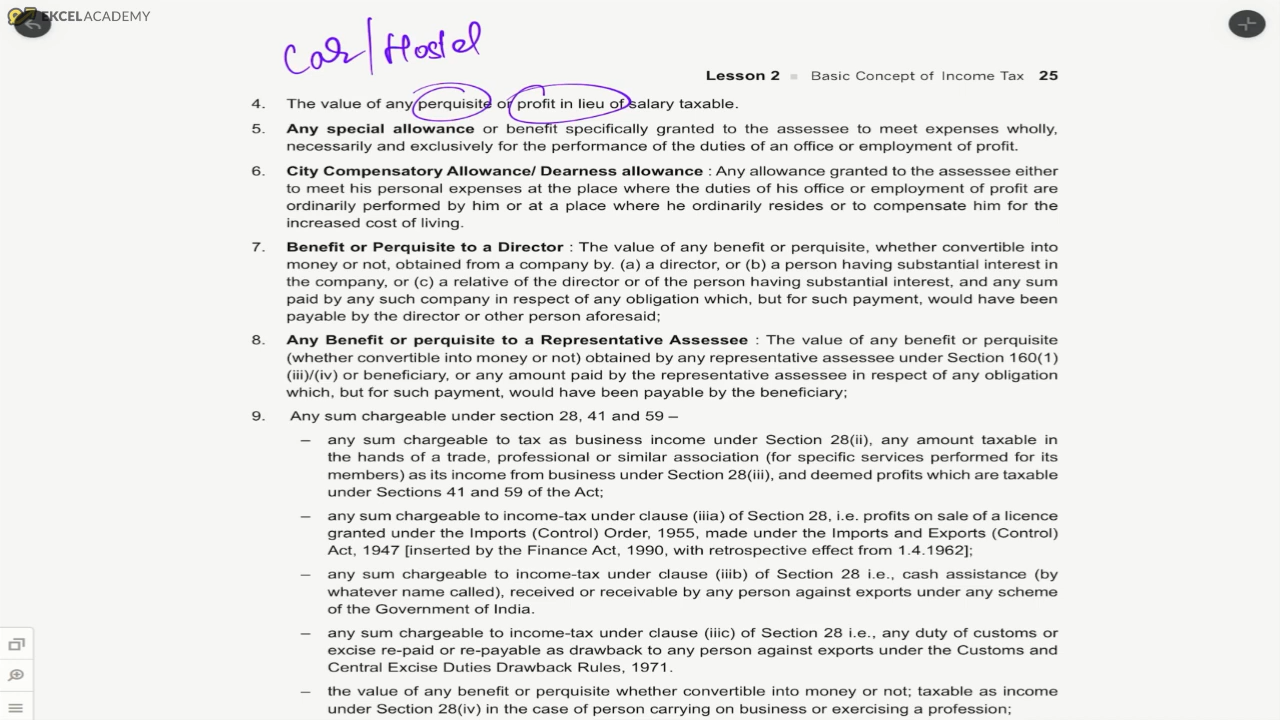 EKCEL ACADEMY
Car/Hostel
Lesson 2 ■ Basic Concept of Income Tax 25
4. The value of any perquisite or profit in lieu of salary taxable.
5. Any special allowance or benefit specifically granted to the assessee to meet expenses wholly,
necessarily and exclusively for the performance of the duties of an office or employment of profit.
6. City Compensatory Allowance/ Dearness allowance : Any allowance granted to the assessee either
to meet his personal expenses at the place where the duties of his office or employment of profit are
ordinarily performed by him or at a place where he ordinarily resides or to compensate him for the
increased cost of living.
7. Benefit or Perquisite to a Director : The value of any benefit or perquisite, whether convertible into
money or not, obtained from a company by. (a) a director, or (b) a person having substantial interest in
the company, or (c) a relative of the director or of the person having substantial interest, and any sum
paid by any such company in respect of any obligation which, but for such payment, would have been
payable by the director or other person aforesaid;
8. Any Benefit or perquisite to a Representative Assessee : The value of any benefit or perquisite
(whether convertible into money or not) obtained by any representative assessee under Section 160(1)
(iii)/(iv) or beneficiary, or any amount paid by the representative assessee in respect of any obligation
which, but for such payment, would have been payable by the beneficiary;
9. Any sum chargeable under section 28, 41 and 59 –
– any sum chargeable to tax as business income under Section 28(ii), any amount taxable in
the hands of a trade, professional or similar association (for specific services performed for its
members) as its income from business under Section 28(iii), and deemed profits which are taxable
under Sections 41 and 59 of the Act;
– any sum chargeable to income-tax under clause (iiia) of Section 28, i.e. profits on sale of a licence
granted under the Imports (Control) Order, 1955, made under the Imports and Exports (Control)
Act, 1947 [inserted by the Finance Act, 1990, with retrospective effect from 1.4.1962];
– any sum chargeable to income-tax under clause (iiib) of Section 28 i.e., cash assistance (by
whatever name called), received or receivable by any person against exports under any scheme
of the Government of India.
– any sum chargeable to income-tax under clause (iiic) of Section 28 i.e., any duty of customs or
excise re-paid or re-payable as drawback to any person against exports under the Customs and
Central Excise Duties Drawback Rules, 1971.
– the value of any benefit or perquisite whether convertible into money or not; taxable as income
under Section 28(iv) in the case of person carrying on business or exercising a profession;